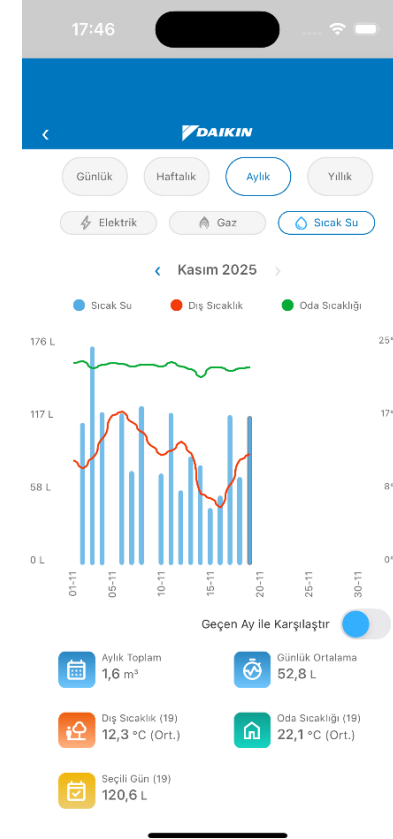 17:46
DAIKIN
Günlük Haftalık Aylık Yıllık
Elektrik Gaz Sıcak Su
Kasım 2025
Sıcak Su Dış Sıcaklık Oda Sıcaklığı
176 L 25°
117 L 17°
58 L 8°
0 L 0°
01-11 05-11 10-11 15-11 20-11 25-11 30-11
Geçen Ay ile Karşılaştır
Aylık Toplam Günlük Ortalama
1,6 m³ 52,8 L
Dış Sıcaklık (19) Oda Sıcaklığı (19)
12,3 °C (Ort.) 22,1 °C (Ort.)
Seçili Gün (19)
120,6 L